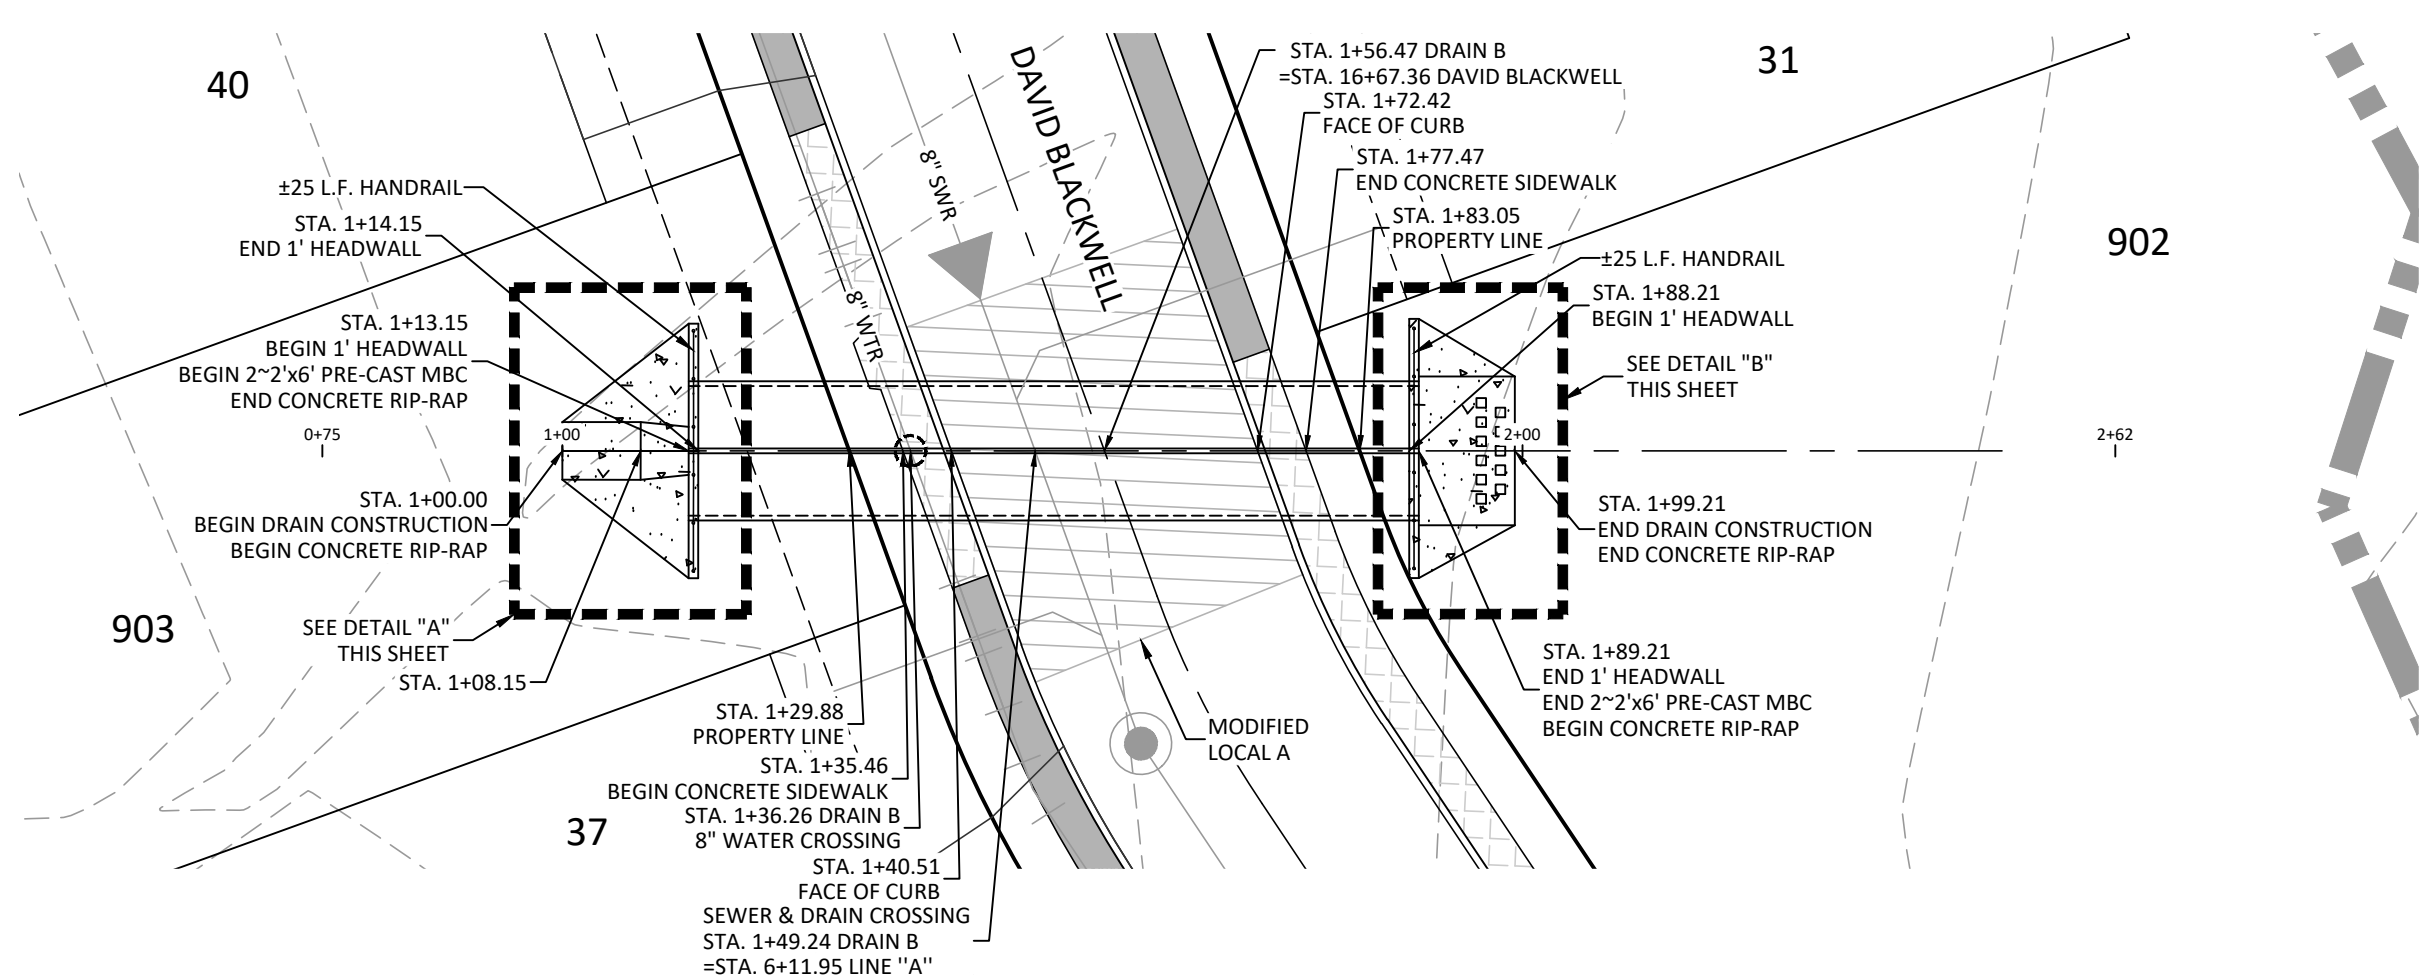 40
31
902
903
37
DAVID BLACKWELL
8" SWR
8" WTR
±25 L.F. HANDRAIL
STA. 1+14.15
END 1' HEADWALL
STA. 1+13.15
BEGIN 1' HEADWALL
BEGIN 2~2'x6' PRE-CAST MBC
END CONCRETE RIP-RAP
0+75
1+00
STA. 1+00.00
BEGIN DRAIN CONSTRUCTION
BEGIN CONCRETE RIP-RAP
SEE DETAIL "A"
THIS SHEET
STA. 1+08.15
STA. 1+29.88
PROPERTY LINE
STA. 1+35.46
BEGIN CONCRETE SIDEWALK
STA. 1+36.26 DRAIN B
8" WATER CROSSING
STA. 1+40.51
FACE OF CURB
SEWER & DRAIN CROSSING
STA. 1+49.24 DRAIN B
=STA. 6+11.95 LINE "A"
STA. 1+56.47 DRAIN B
=STA. 16+67.36 DAVID BLACKWELL
STA. 1+72.42
FACE OF CURB
STA. 1+77.47
END CONCRETE SIDEWALK
STA. 1+83.05
PROPERTY LINE
±25 L.F. HANDRAIL
STA. 1+88.21
BEGIN 1' HEADWALL
SEE DETAIL "B"
THIS SHEET
2+00
2+62
STA. 1+99.21
END DRAIN CONSTRUCTION
END CONCRETE RIP-RAP
STA. 1+89.21
END 1' HEADWALL
END 2~2'x6' PRE-CAST MBC
BEGIN CONCRETE RIP-RAP
MODIFIED
LOCAL A